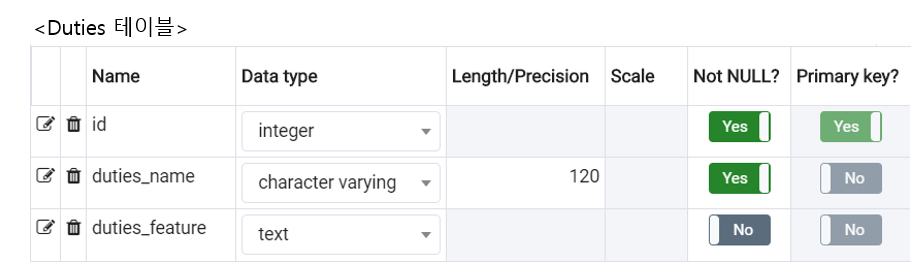 <Duties 테이블>
Name Data type Length/Precision Scale Not NULL? Primary key?
id integer Yes Yes
duties_name character varying 120 Yes No
duties_feature text No No